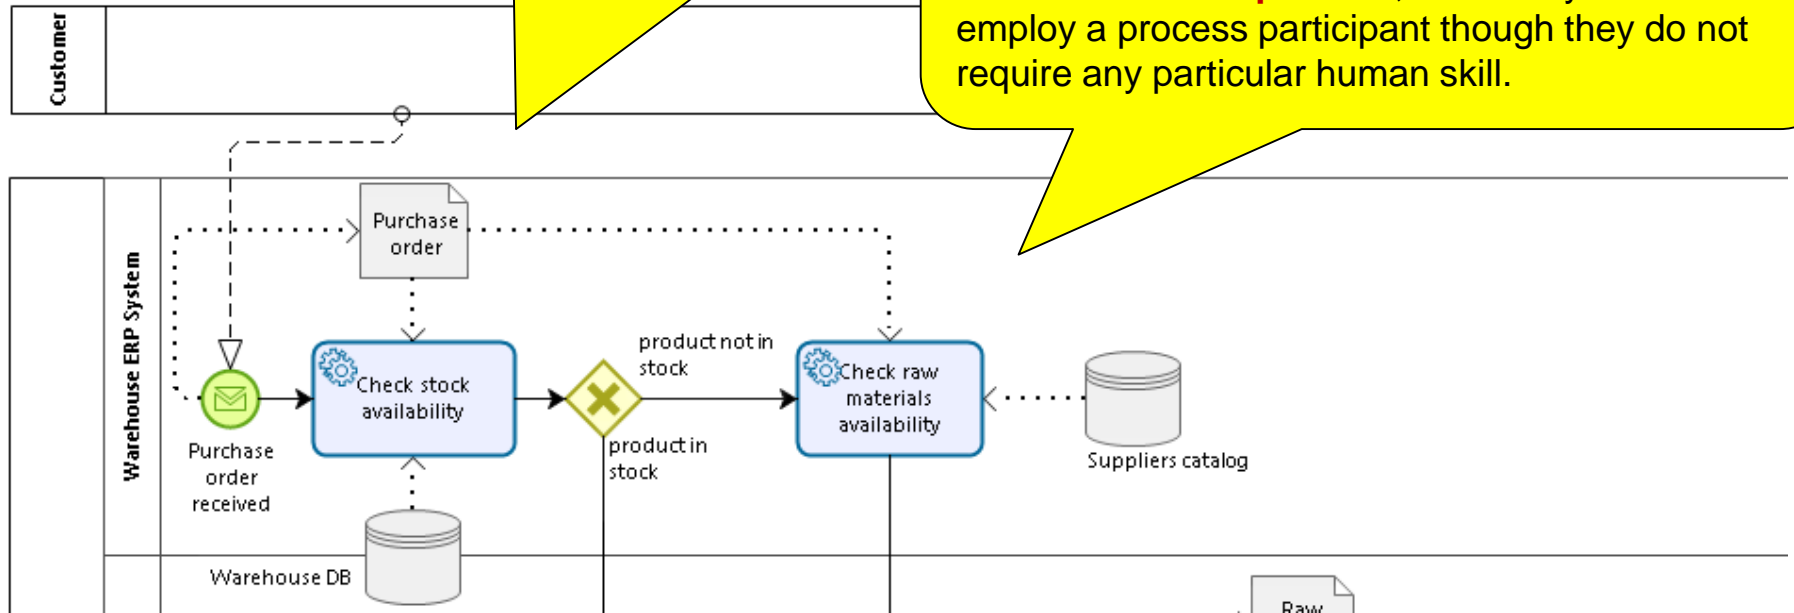 employ a process participant though they do not
require any particular human skill.
Customer
Warehouse ERP System
Purchase
order
product not in
stock
Check stock
availability
Check raw
materials
availability
product in
stock
Purchase
order
received
Suppliers catalog
Warehouse DB
Raw